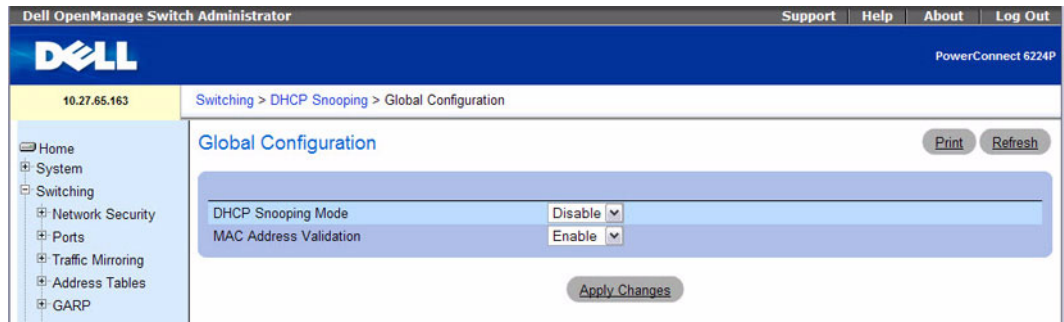 Dell OpenManage Switch Administrator
Support Help About Log Out
DELL
PowerConnect 6224P
10.27.65.163
Switching > DHCP Snooping > Global Configuration
Home
System
Switching
Network Security
Ports
Traffic Mirroring
Address Tables
GARP
Global Configuration
Print Refresh
DHCP Snooping Mode Disable
MAC Address Validation Enable
Apply Changes